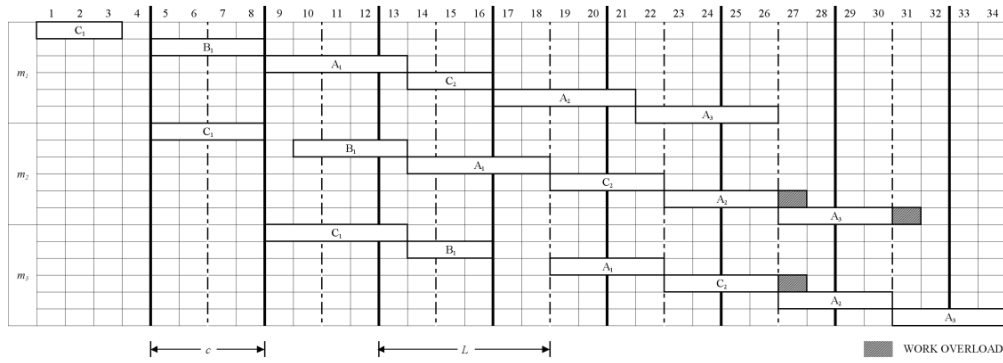 1 2 3 4 5 6 7 8 9 10 11 12 13 14 15 16 17 18 19 20 21 22 23 24 25 26 27 28 29 30 31 32 33 34
C₁
B₁
m₁ A₁
C₂
A₂
A₃
C₁
B₁
A₁
m₂ C₂
A₂
A₃
C₁
B₁
A₁
m₃ C₂
A₂
A₃
c L WORK OVERLOAD